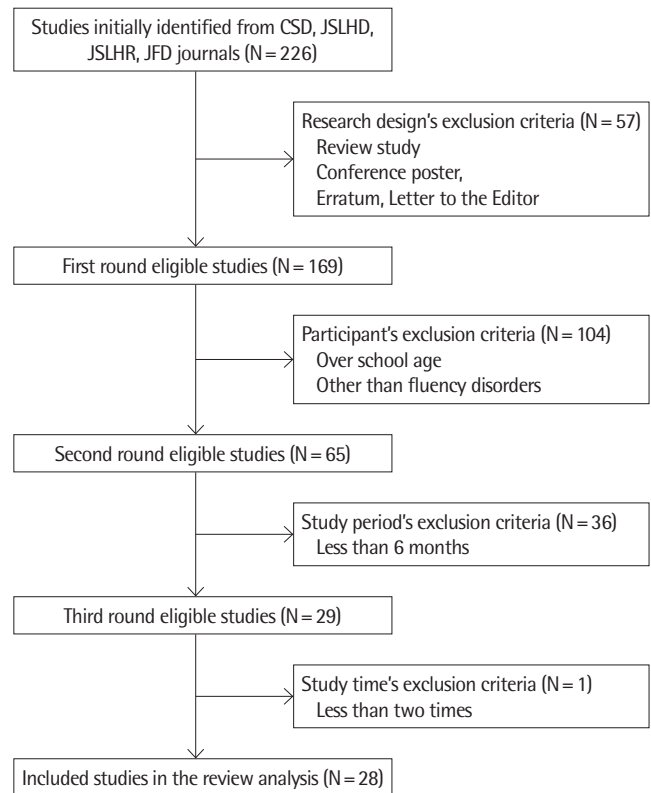 Studies initially identified from CSD, JSLHD,
JSLHR, JFD journals (N=226)
Research design's exclusion criteria (N=57)
Review study
Conference poster,
Erratum, Letter to the Editor
First round eligible studies (N=169)
Participant's exclusion criteria (N=104)
Over school age
Other than fluency disorders
Second round eligible studies (N=65)
Study period's exclusion criteria (N=36)
Less than 6 months
Third round eligible studies (N=29)
Study time's exclusion criteria (N=1)
Less than two times
Included studies in the review analysis (N=28)